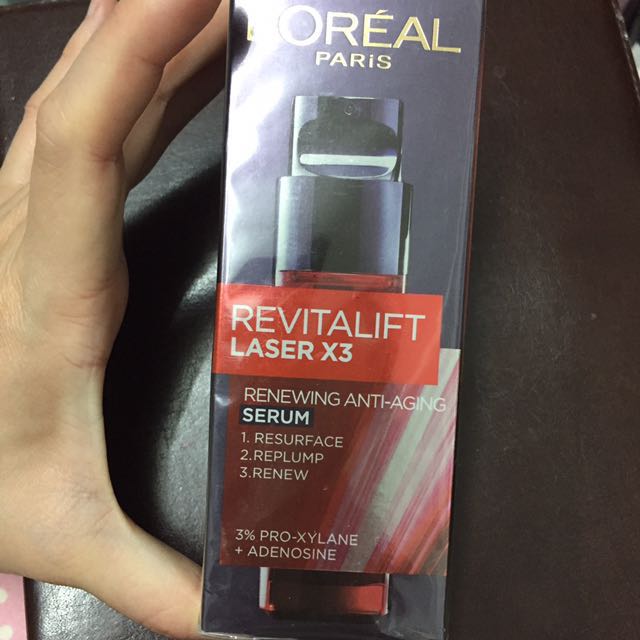 L'ORÉAL
PARIS
REVITALIFT
LASER X3
RENEWING ANTI-AGING
SERUM
1. RESURFACE
2.REPLUMP
3.RENEW
3% PRO-XYLANE
+ ADENOSINE